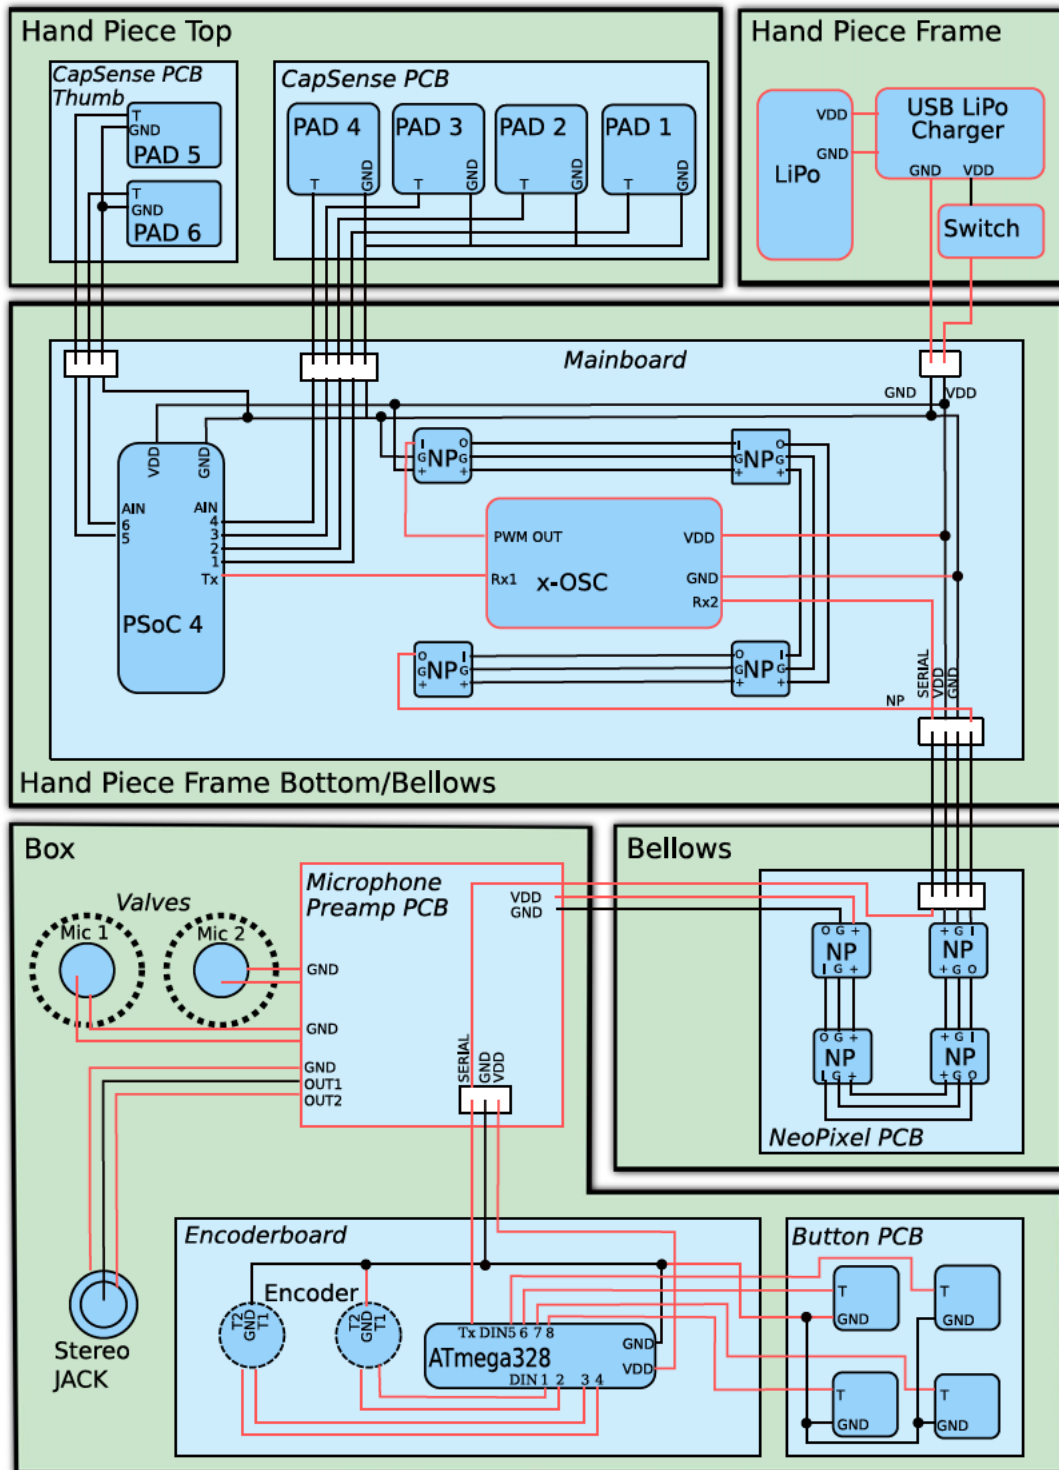 Hand Piece Top
CapSense PCB
Thumb
T
GND
PAD 5
T
GND
PAD 6
CapSense PCB
PAD 4
T
GND
PAD 3
T
GND
PAD 2
T
GND
PAD 1
T
GND
Hand Piece Frame
LiPo
VDD
GND
USB LiPo
Charger
GND
VDD
Switch
Mainboard
GND
VDD
VDD
GND
AIN
6
5
AIN
4
3
2
1
Tx
PSoC 4
I
G
+
NP
O
G
+
I
G
+
NP
O
G
+
PWM OUT
Rx1
x-OSC
VDD
GND
Rx2
O
G
+
NP
I
G
+
O
G
+
NP
I
G
+
NP
SERIAL
VDD
GND
Hand Piece Frame Bottom/Bellows
Box
Valves
Mic 1
Mic 2
Microphone
Preamp PCB
VDD
GND
GND
GND
GND
OUT1
OUT2
SERIAL
GND
VDD
Stereo
JACK
Bellows
O G +
NP
I G +
+ G I
NP
+ G O
O G +
NP
I G +
+ G I
NP
+ G O
NeoPixel PCB
Encoderboard
Encoder
T2
GND
T1
T2
GND
T1
Tx DIN5 6 7 8
ATmega328
GND
VDD
DIN 1 2 3 4
Button PCB
T
GND
T
GND
T
GND
T
GND